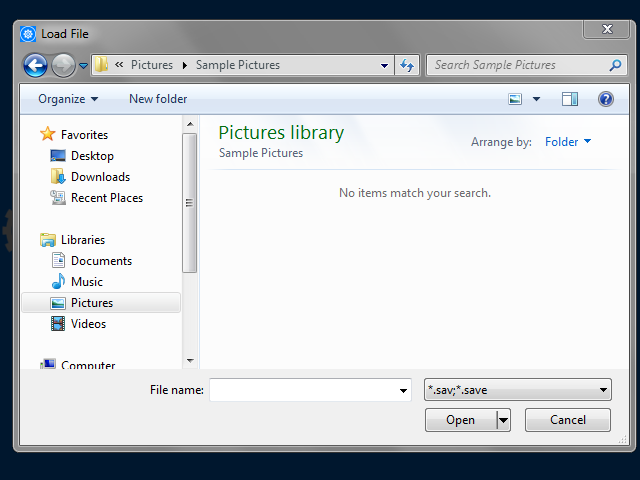 Load File
« Pictures ▸ Sample Pictures
Search Sample Pictures
Organize
New folder
Favorites
Desktop
Downloads
Recent Places
Libraries
Documents
Music
Pictures
Videos
Computer
Pictures library
Sample Pictures
Arrange by: Folder
No items match your search.
File name:
*.sav;*.save
Open
Cancel